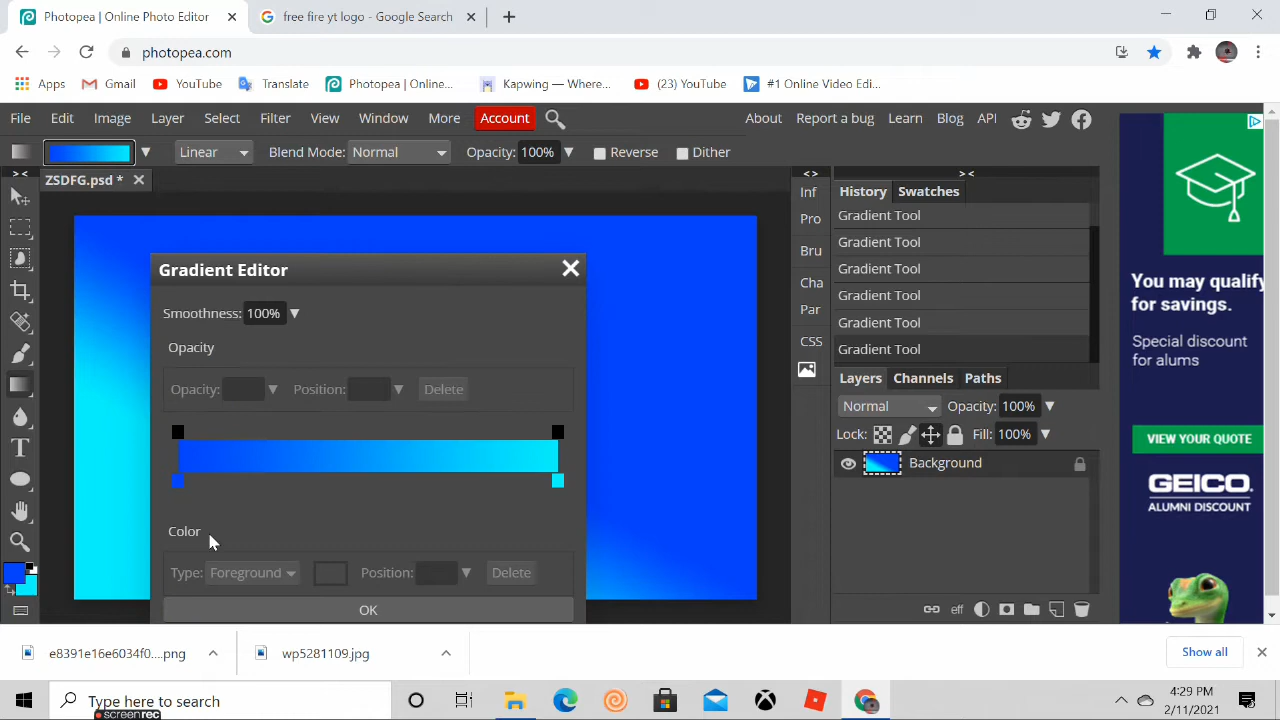 Photopea | Online Photo Editor
free fire yt logo - Google Search
photopea.com
Apps Gmail YouTube Translate Photopea | Online... Kapwing — Where... (23) YouTube #1 Online Video Edi...
File Edit Image Layer Select Filter View Window More Account About Report a bug Learn Blog API
Linear Blend Mode: Normal Opacity: 100% Reverse Dither
ZSDFG.psd *
Inf
Pro
Bru
Cha
Par
CSS
History Swatches
Gradient Tool
Gradient Tool
Gradient Tool
Gradient Tool
Gradient Tool
Gradient Tool
Layers Channels Paths
Normal Opacity: 100%
Lock: Fill: 100%
Background
eff
Gradient Editor
Smoothness: 100%
Opacity
Opacity: Position: Delete
Color
Type: Foreground Position: Delete
OK
You may qualify
for savings.
Special discount
for alums
VIEW YOUR QUOTE
GEICO
ALUMNI DISCOUNT
e8391e16e6034f0....png
wp5281109.jpg
Show all
Type here to search
screenrec
4:29 PM
2/11/2021